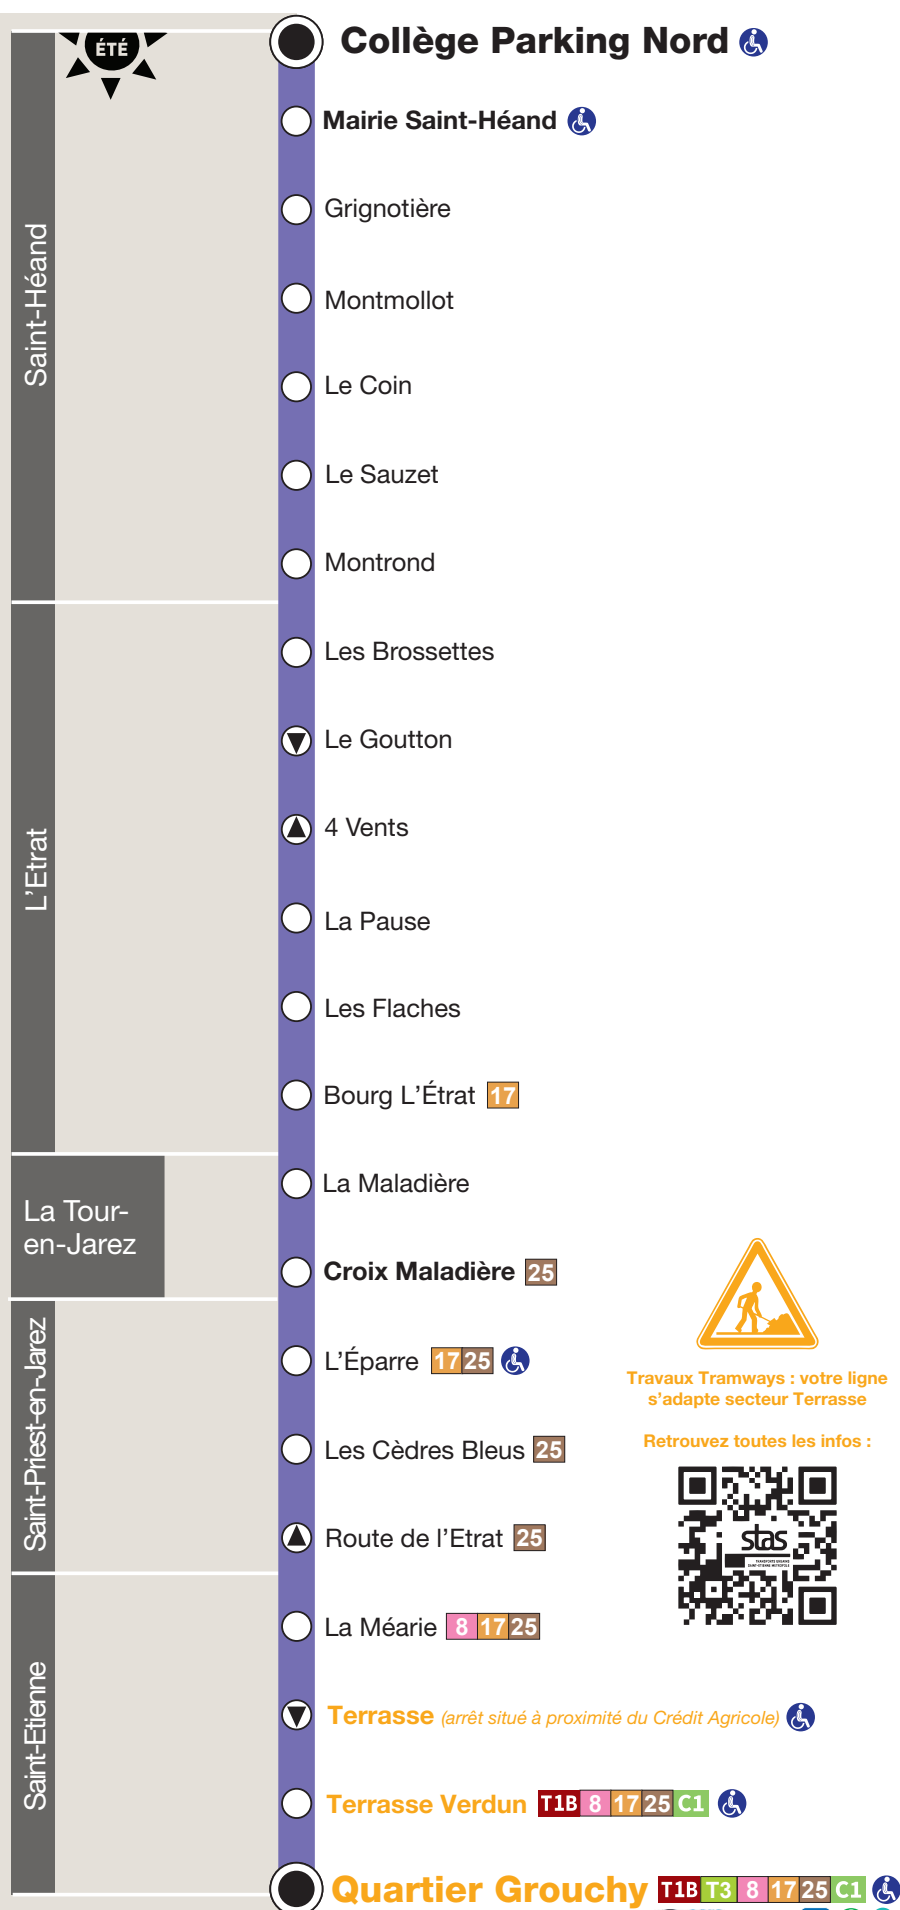 ÉTÉ
Collège Parking Nord
Mairie Saint-Héand
Grignotière
Saint-Héand
Montmollot
Le Coin
Le Sauzet
Montrond
Les Brossettes
Le Goutton
4 Vents
L'Etrat
La Pause
Les Flaches
Bourg L'Étrat 17
La Maladière
La Tour-
en-Jarez
Croix Maladière 25
L'Éparre 17 25
Travaux Tramways : votre ligne
s'adapte secteur Terrasse
Retrouvez toutes les infos :
Saint-Priest-en-Jarez
Les Cèdres Bleus 25
Route de l'Etrat 25
stas
La Méarie 8 17 25
Terrasse (arrêt situé à proximité du Crédit Agricole)
Saint-Etienne
Terrasse Verdun T1B 8 17 25 C1
Quartier Grouchy T1B T3 8 17 25 C1